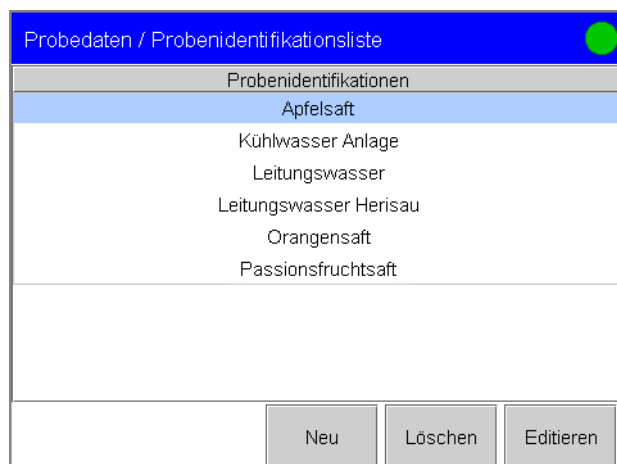 Probedaten / Probenidentifikationsliste
Probenidentifikationen
Apfelsaft
Kühlwasser Anlage
Leitungswasser
Leitungswasser Herisau
Orangensaft
Passionsfruchtsaft
Neu Löschen Editieren